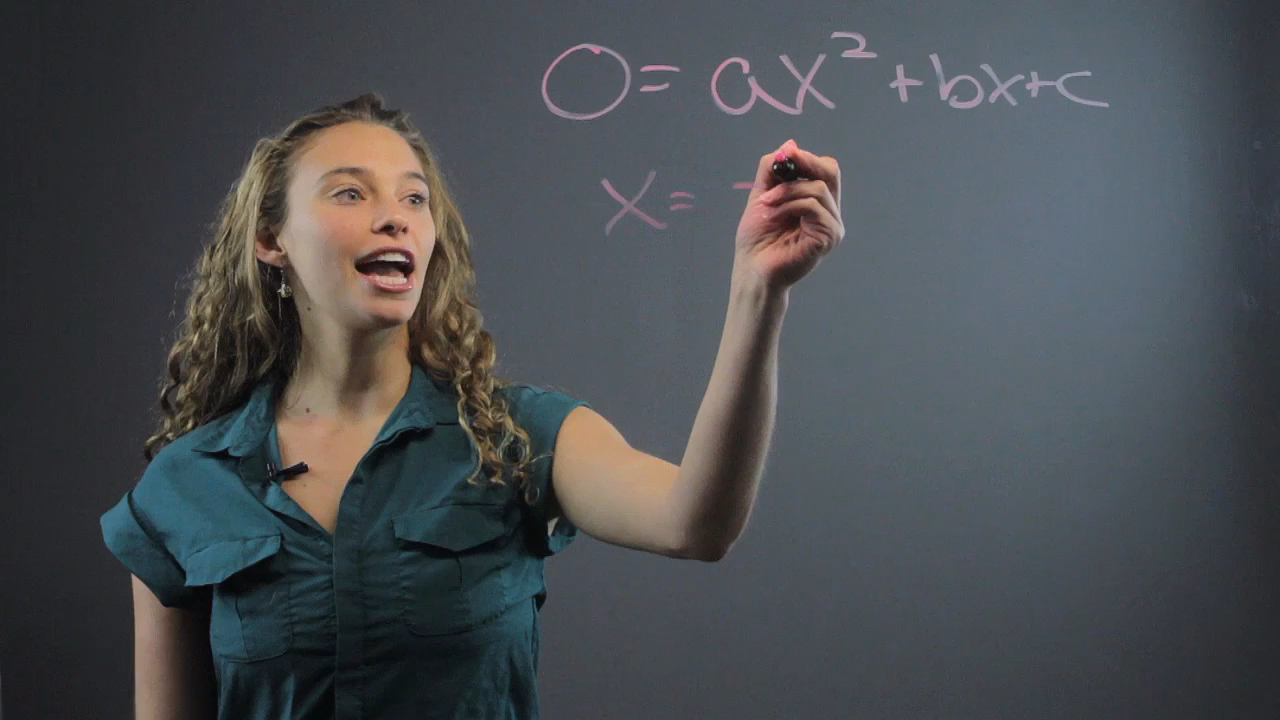 0 = ax² + bx + c
x = -